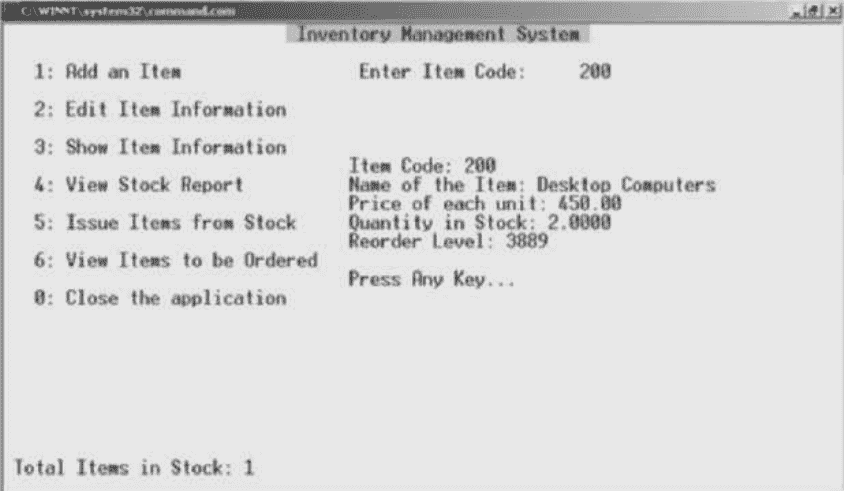 C:\WINNT\system32\command.com
Inventory Management System
1: Add an Item
Enter Item Code: 200
2: Edit Item Information
3: Show Item Information
4: View Stock Report
5: Issue Items from Stock
6: View Items to be Ordered
0: Close the application
Item Code: 200
Name of the Item: Desktop Computers
Price of each unit: 450.00
Quantity in Stock: 2.0000
Reorder Level: 3889
Press Any Key...
Total Items in Stock: 1